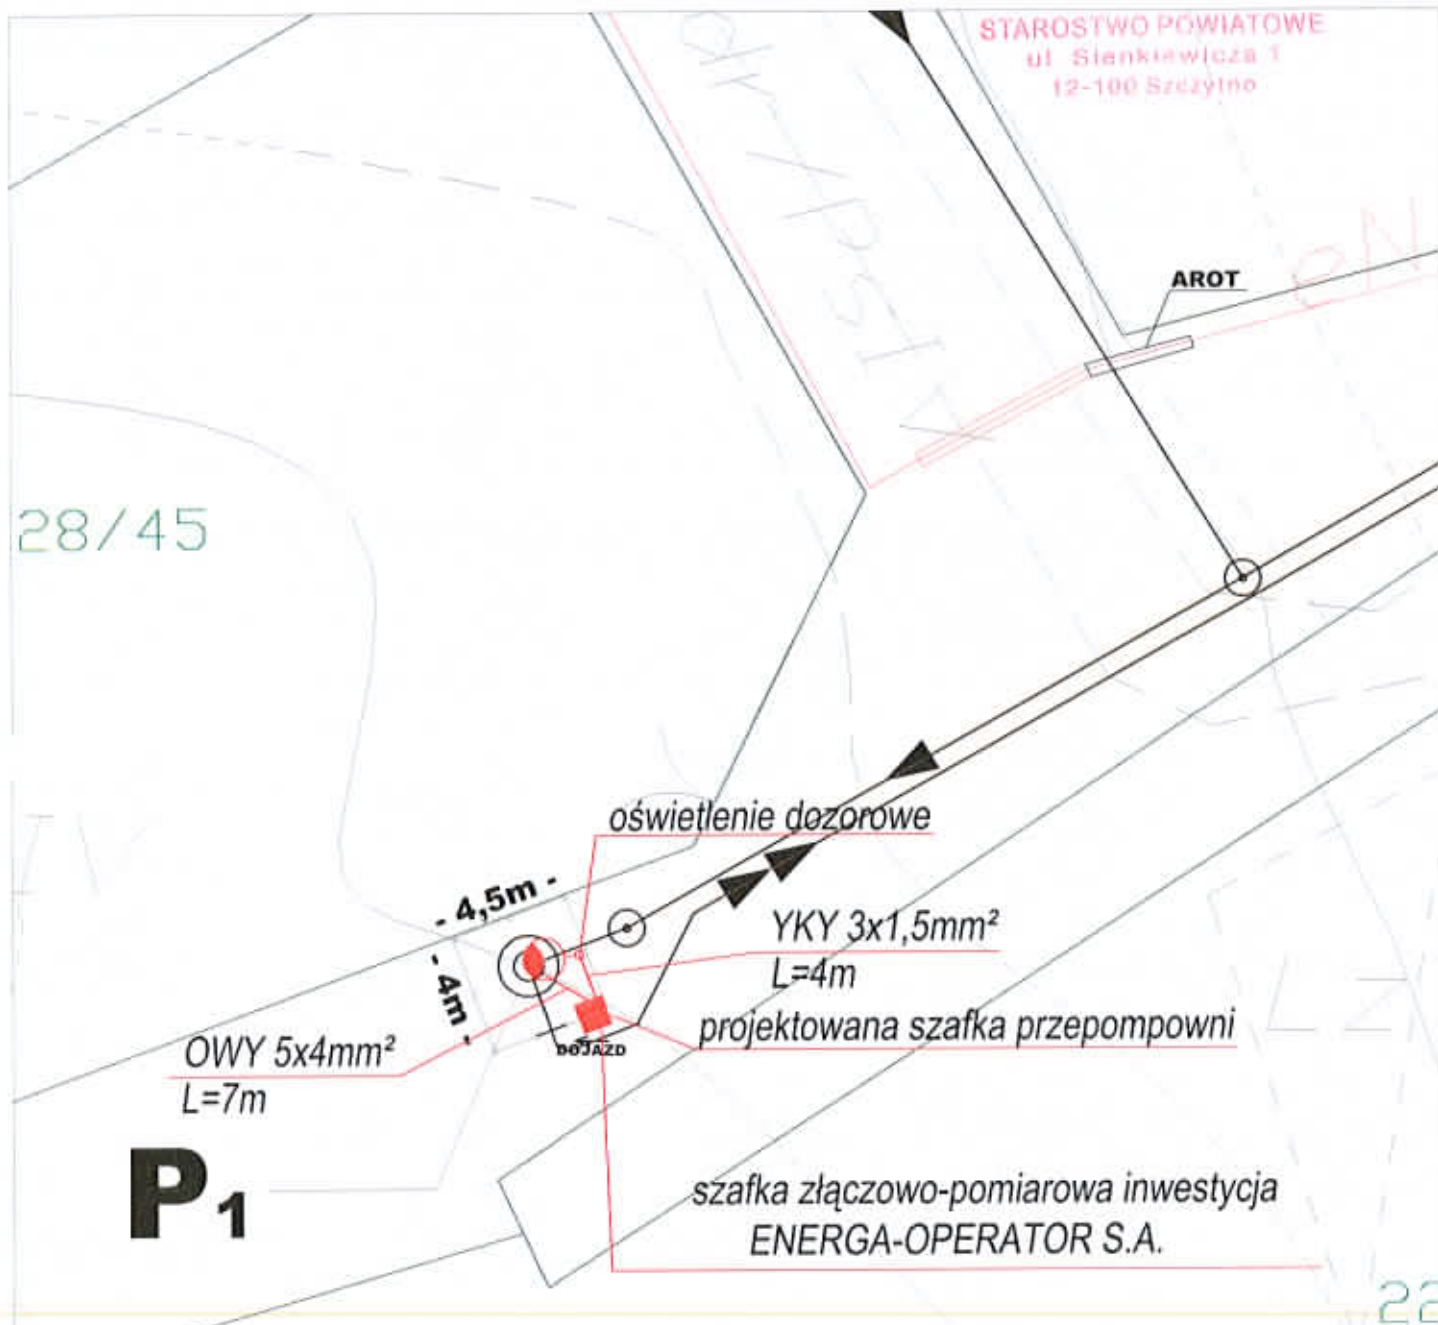 STAROSTWO POWIATOWE
ul Sienkiewicza 1
12-100 Szczytno
AROT
28/45
oświetlenie dozorowe
- 4,5m -
YKY 3x1,5mm²
L=4m
- 4m -
projektowana szafka przepompowni
DOJAZD
OWY 5x4mm²
L=7m
P1
szafka złączowo-pomiarowa inwestycja
ENERGA-OPERATOR S.A.
22